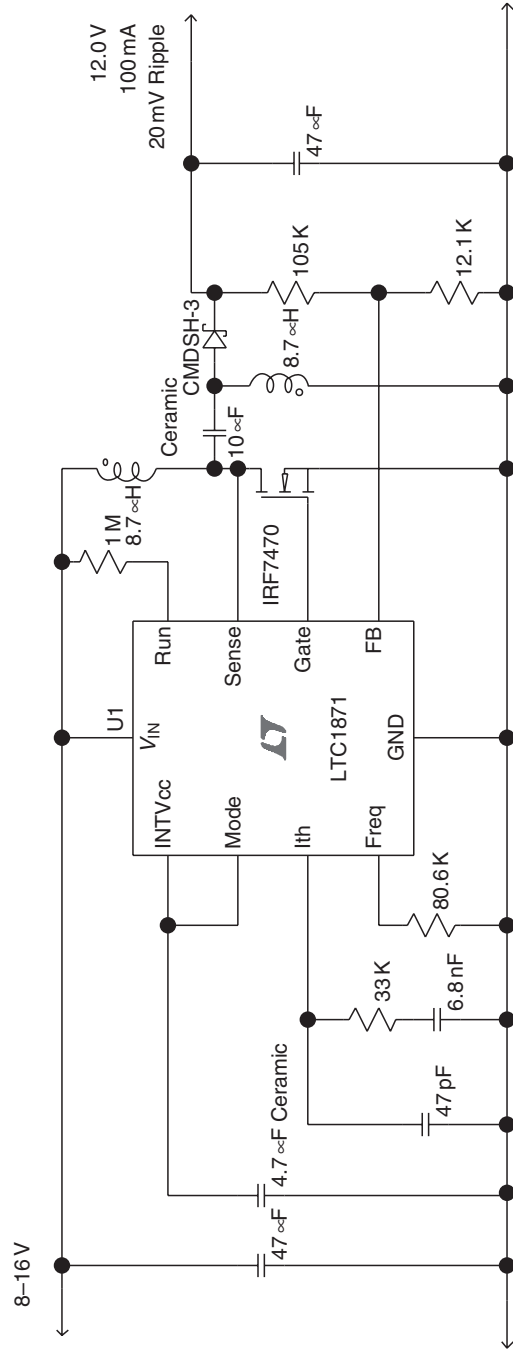 8–16 V
47 ∝F
4.7 ∝F Ceramic
47 pF
33 K
6.8 nF
80.6 K
U1
INTVcc
VIN
Run
Mode
Sense
Ith
Gate
Freq
FB
LTC1871
GND
1 M
8.7 ∝H
IRF7470
Ceramic
10 ∝F
CMDSH-3
8.7 ∝H
105 K
12.1 K
47 ∝F
12.0 V
100 mA
20 mV Ripple